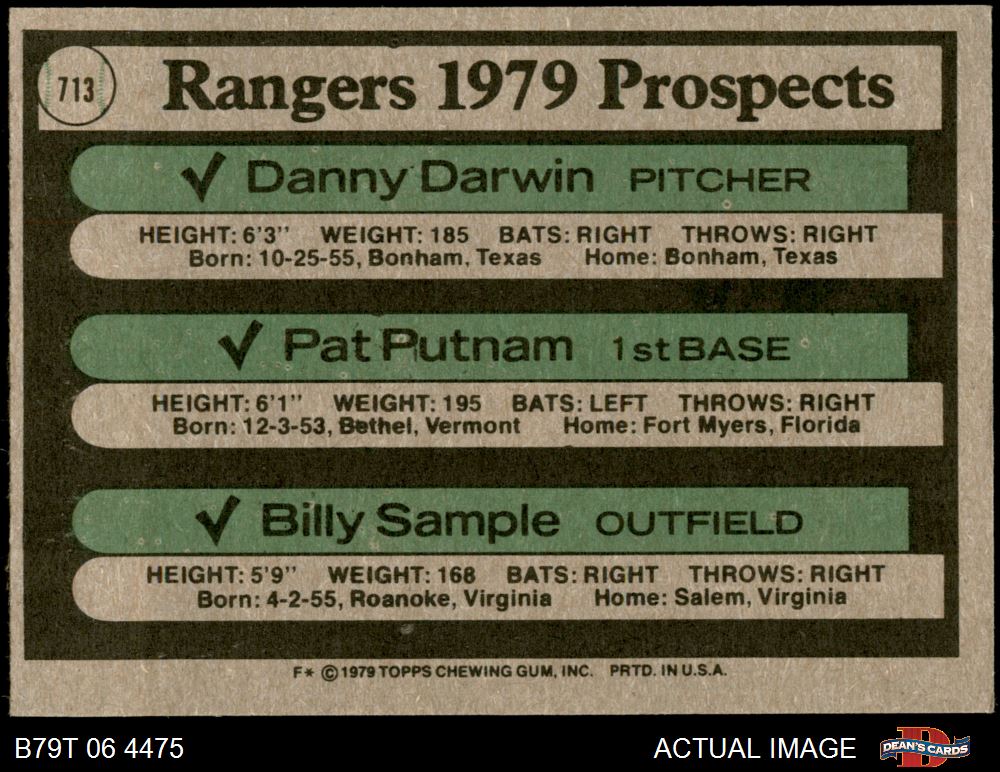 713
Rangers 1979 Prospects
✓ Danny Darwin PITCHER
HEIGHT: 6'3'' WEIGHT: 185 BATS: RIGHT THROWS: RIGHT
Born: 10-25-55, Bonham, Texas Home: Bonham, Texas
✓ Pat Putnam 1st BASE
HEIGHT: 6'1'' WEIGHT: 195 BATS: LEFT THROWS: RIGHT
Born: 12-3-53, Bethel, Vermont Home: Fort Myers, Florida
✓ Billy Sample OUTFIELD
HEIGHT: 5'9'' WEIGHT: 168 BATS: RIGHT THROWS: RIGHT
Born: 4-2-55, Roanoke, Virginia Home: Salem, Virginia
F* © 1979 TOPPS CHEWING GUM, INC. PRTD. IN U.S.A.
B79T 06 4475 ACTUAL IMAGE D DEAN'S CARDS